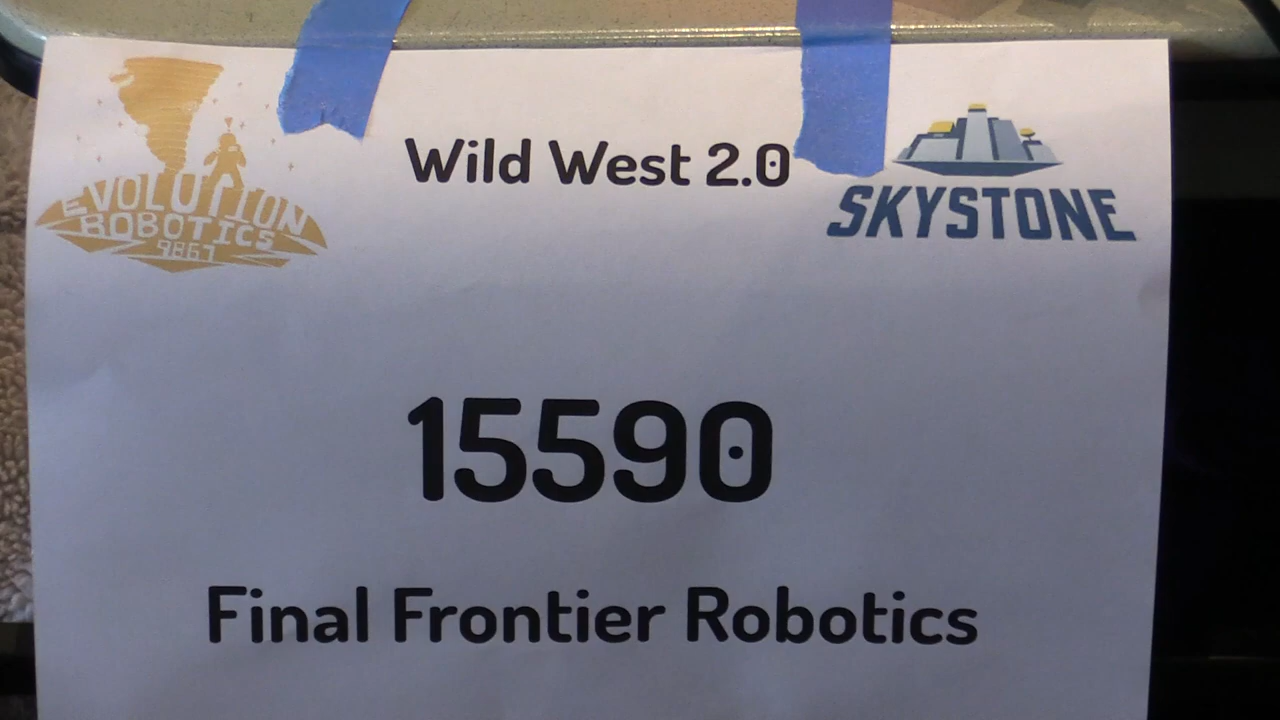 EVOLUTION
ROBOTICS
9867
Wild West 2.0
SKYSTONE
15590
Final Frontier Robotics